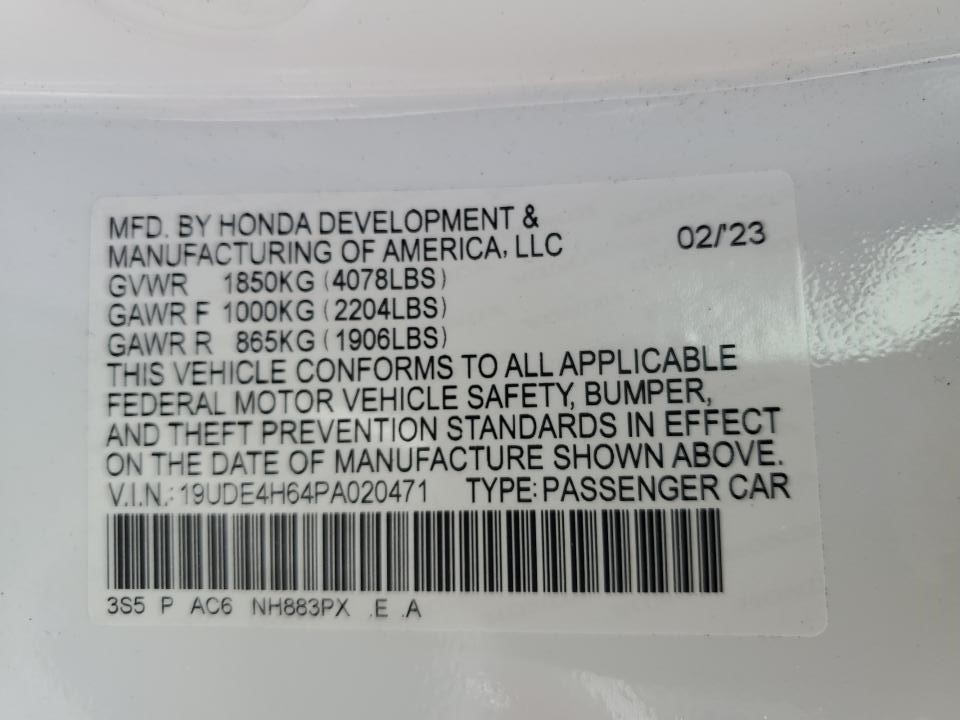 MFD. BY HONDA DEVELOPMENT &
MANUFACTURING OF AMERICA, LLC 02/'23
GVWR 1850KG (4078LBS)
GAWR F 1000KG (2204LBS)
GAWR R 865KG (1906LBS)
THIS VEHICLE CONFORMS TO ALL APPLICABLE
FEDERAL MOTOR VEHICLE SAFETY, BUMPER,
AND THEFT PREVENTION STANDARDS IN EFFECT
ON THE DATE OF MANUFACTURE SHOWN ABOVE.
V.I.N.: 19UDE4H64PA020471 TYPE: PASSENGER CAR
3S5 P AC6 NH883PX .E .A